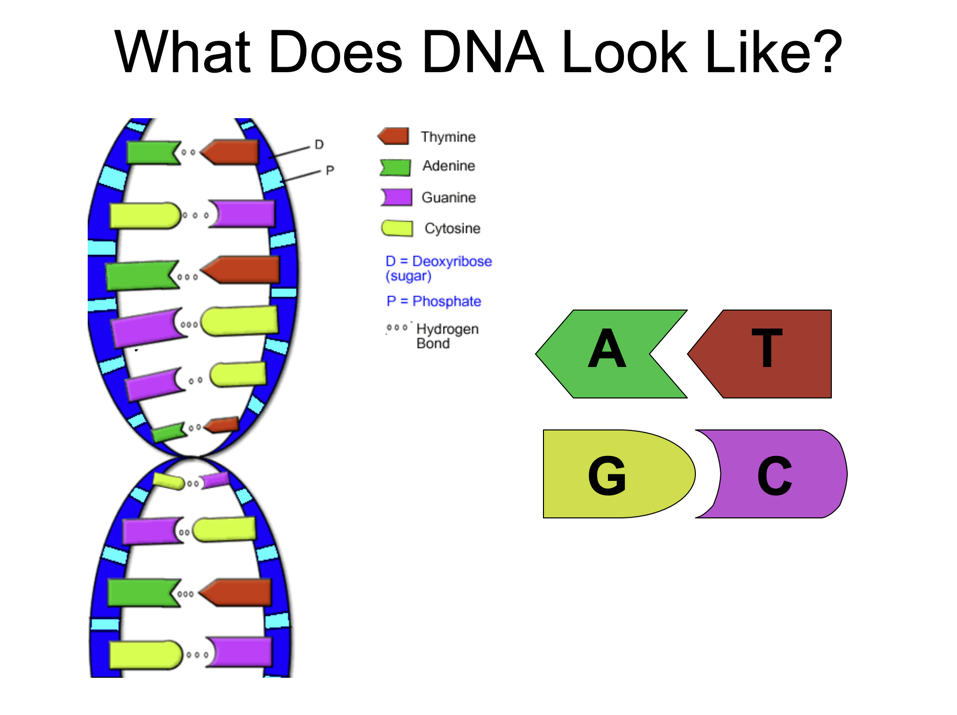 What Does DNA Look Like?
D
P
Thymine
Adenine
Guanine
Cytosine
D = Deoxyribose
(sugar)
P = Phosphate
Hydrogen
Bond
A
T
G
C